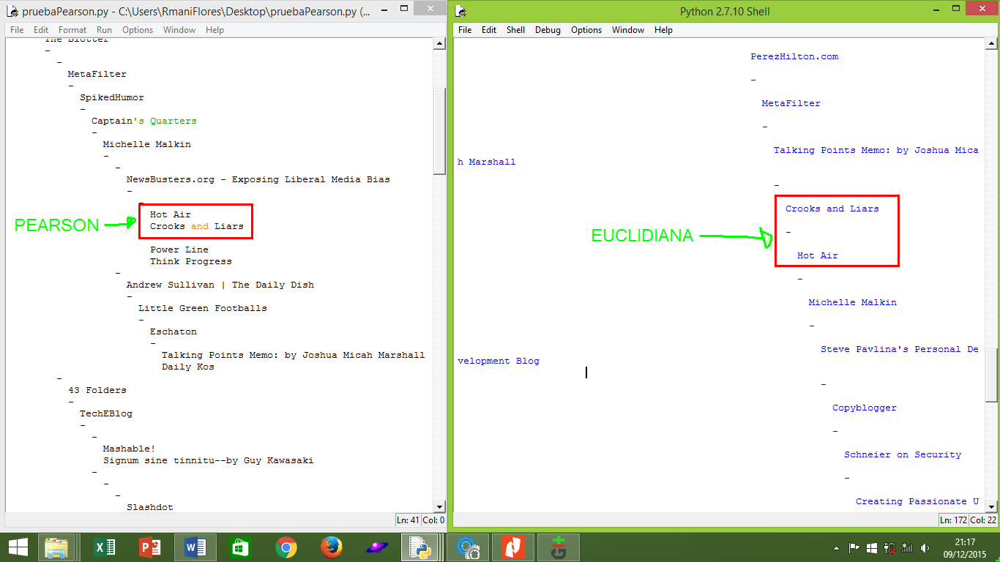 pruebaPearson.py - C:\Users\RmaniFlores\Desktop\pruebaPearson.py (...
File Edit Format Run Options Window Help
The Blotter
-
-
MetaFilter
-
SpikedHumor
-
Captain's Quarters
-
Michelle Malkin
-
-
NewsBusters.org - Exposing Liberal Media Bias
-
-
Hot Air
PEARSON
Crooks and Liars
Power Line
Think Progress
-
Andrew Sullivan | The Daily Dish
-
Little Green Footballs
-
Eschaton
-
Talking Points Memo: by Joshua Micah Marshall
Daily Kos
-
43 Folders
-
TechEBlog
-
-
Mashable!
Signum sine tinnitu--by Guy Kawasaki
-
-
-
Slashdot
Ln: 41 Col: 0
Python 2.7.10 Shell
File Edit Shell Debug Options Window Help
PerezHilton.com
-
MetaFilter
-
Talking Points Memo: by Joshua Mica
h Marshall
-
Crooks and Liars
-
EUCLIDIANA
Hot Air
-
Michelle Malkin
-
Steve Pavlina's Personal De
velopment Blog
-
Copyblogger
-
Schneier on Security
-
Creating Passionate U
Ln: 172 Col: 22
21:17
09/12/2015